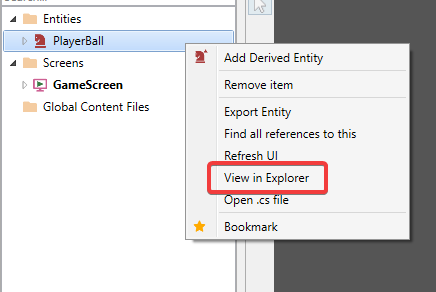 Entities
PlayerBall
Screens
GameScreen
Global Content Files
Add Derived Entity
Remove item
Export Entity
Find all references to this
Refresh UI
View in Explorer
Open .cs file
Bookmark